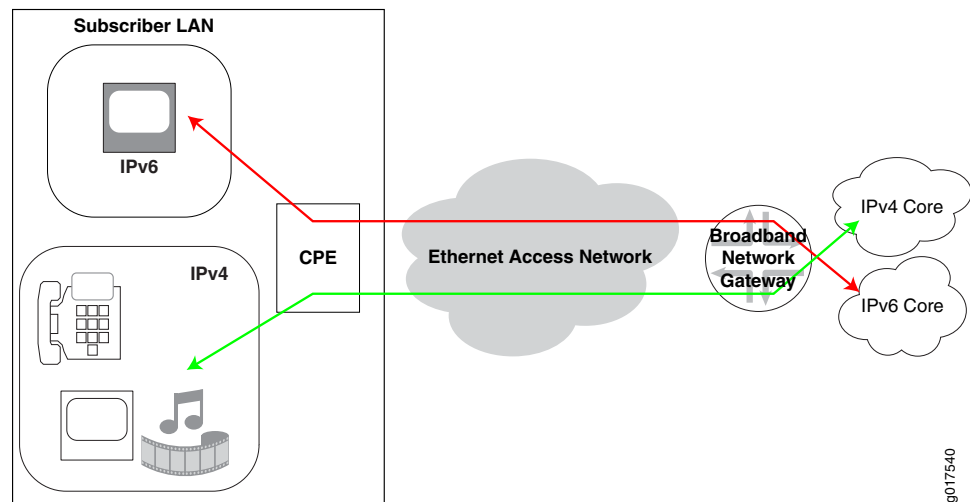 Subscriber LAN
IPv6
IPv4
CPE
Ethernet Access Network
Broadband
Network
Gateway
IPv4 Core
IPv6 Core
g017540